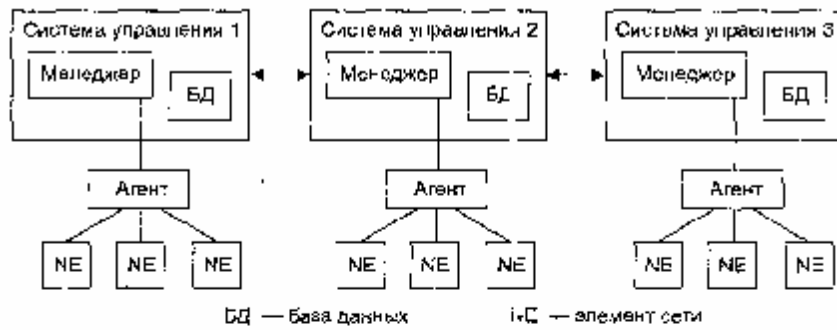 Система управления 1 Система управления 2 Система управления 3
Менеджер Менеджер Менеджер
БД БД БД
Агент Агент Агент
NE NE NE NE NE NE NE NE NE
БД — база данных NE — элемент сети